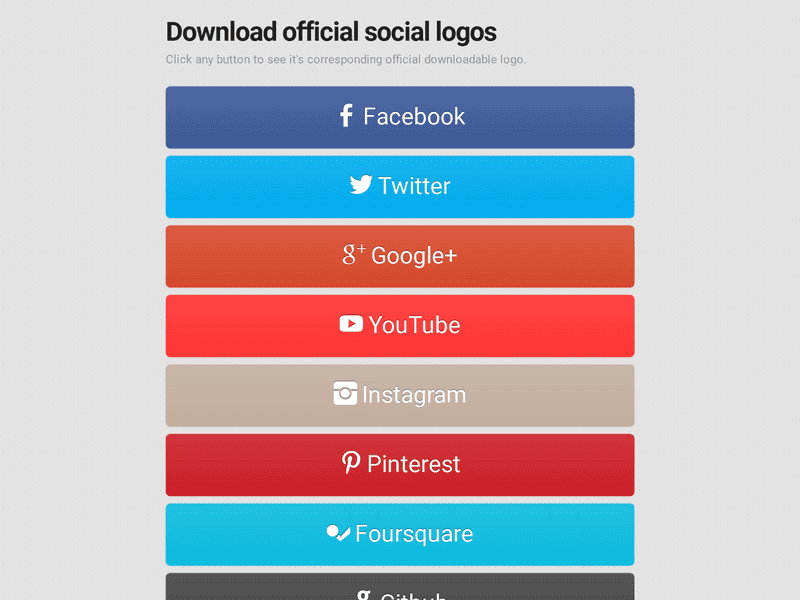 Download official social logos
Click any button to see it's corresponding official downloadable logo.
Facebook
Twitter
g+ Google+
YouTube
Instagram
Pinterest
Foursquare
Github